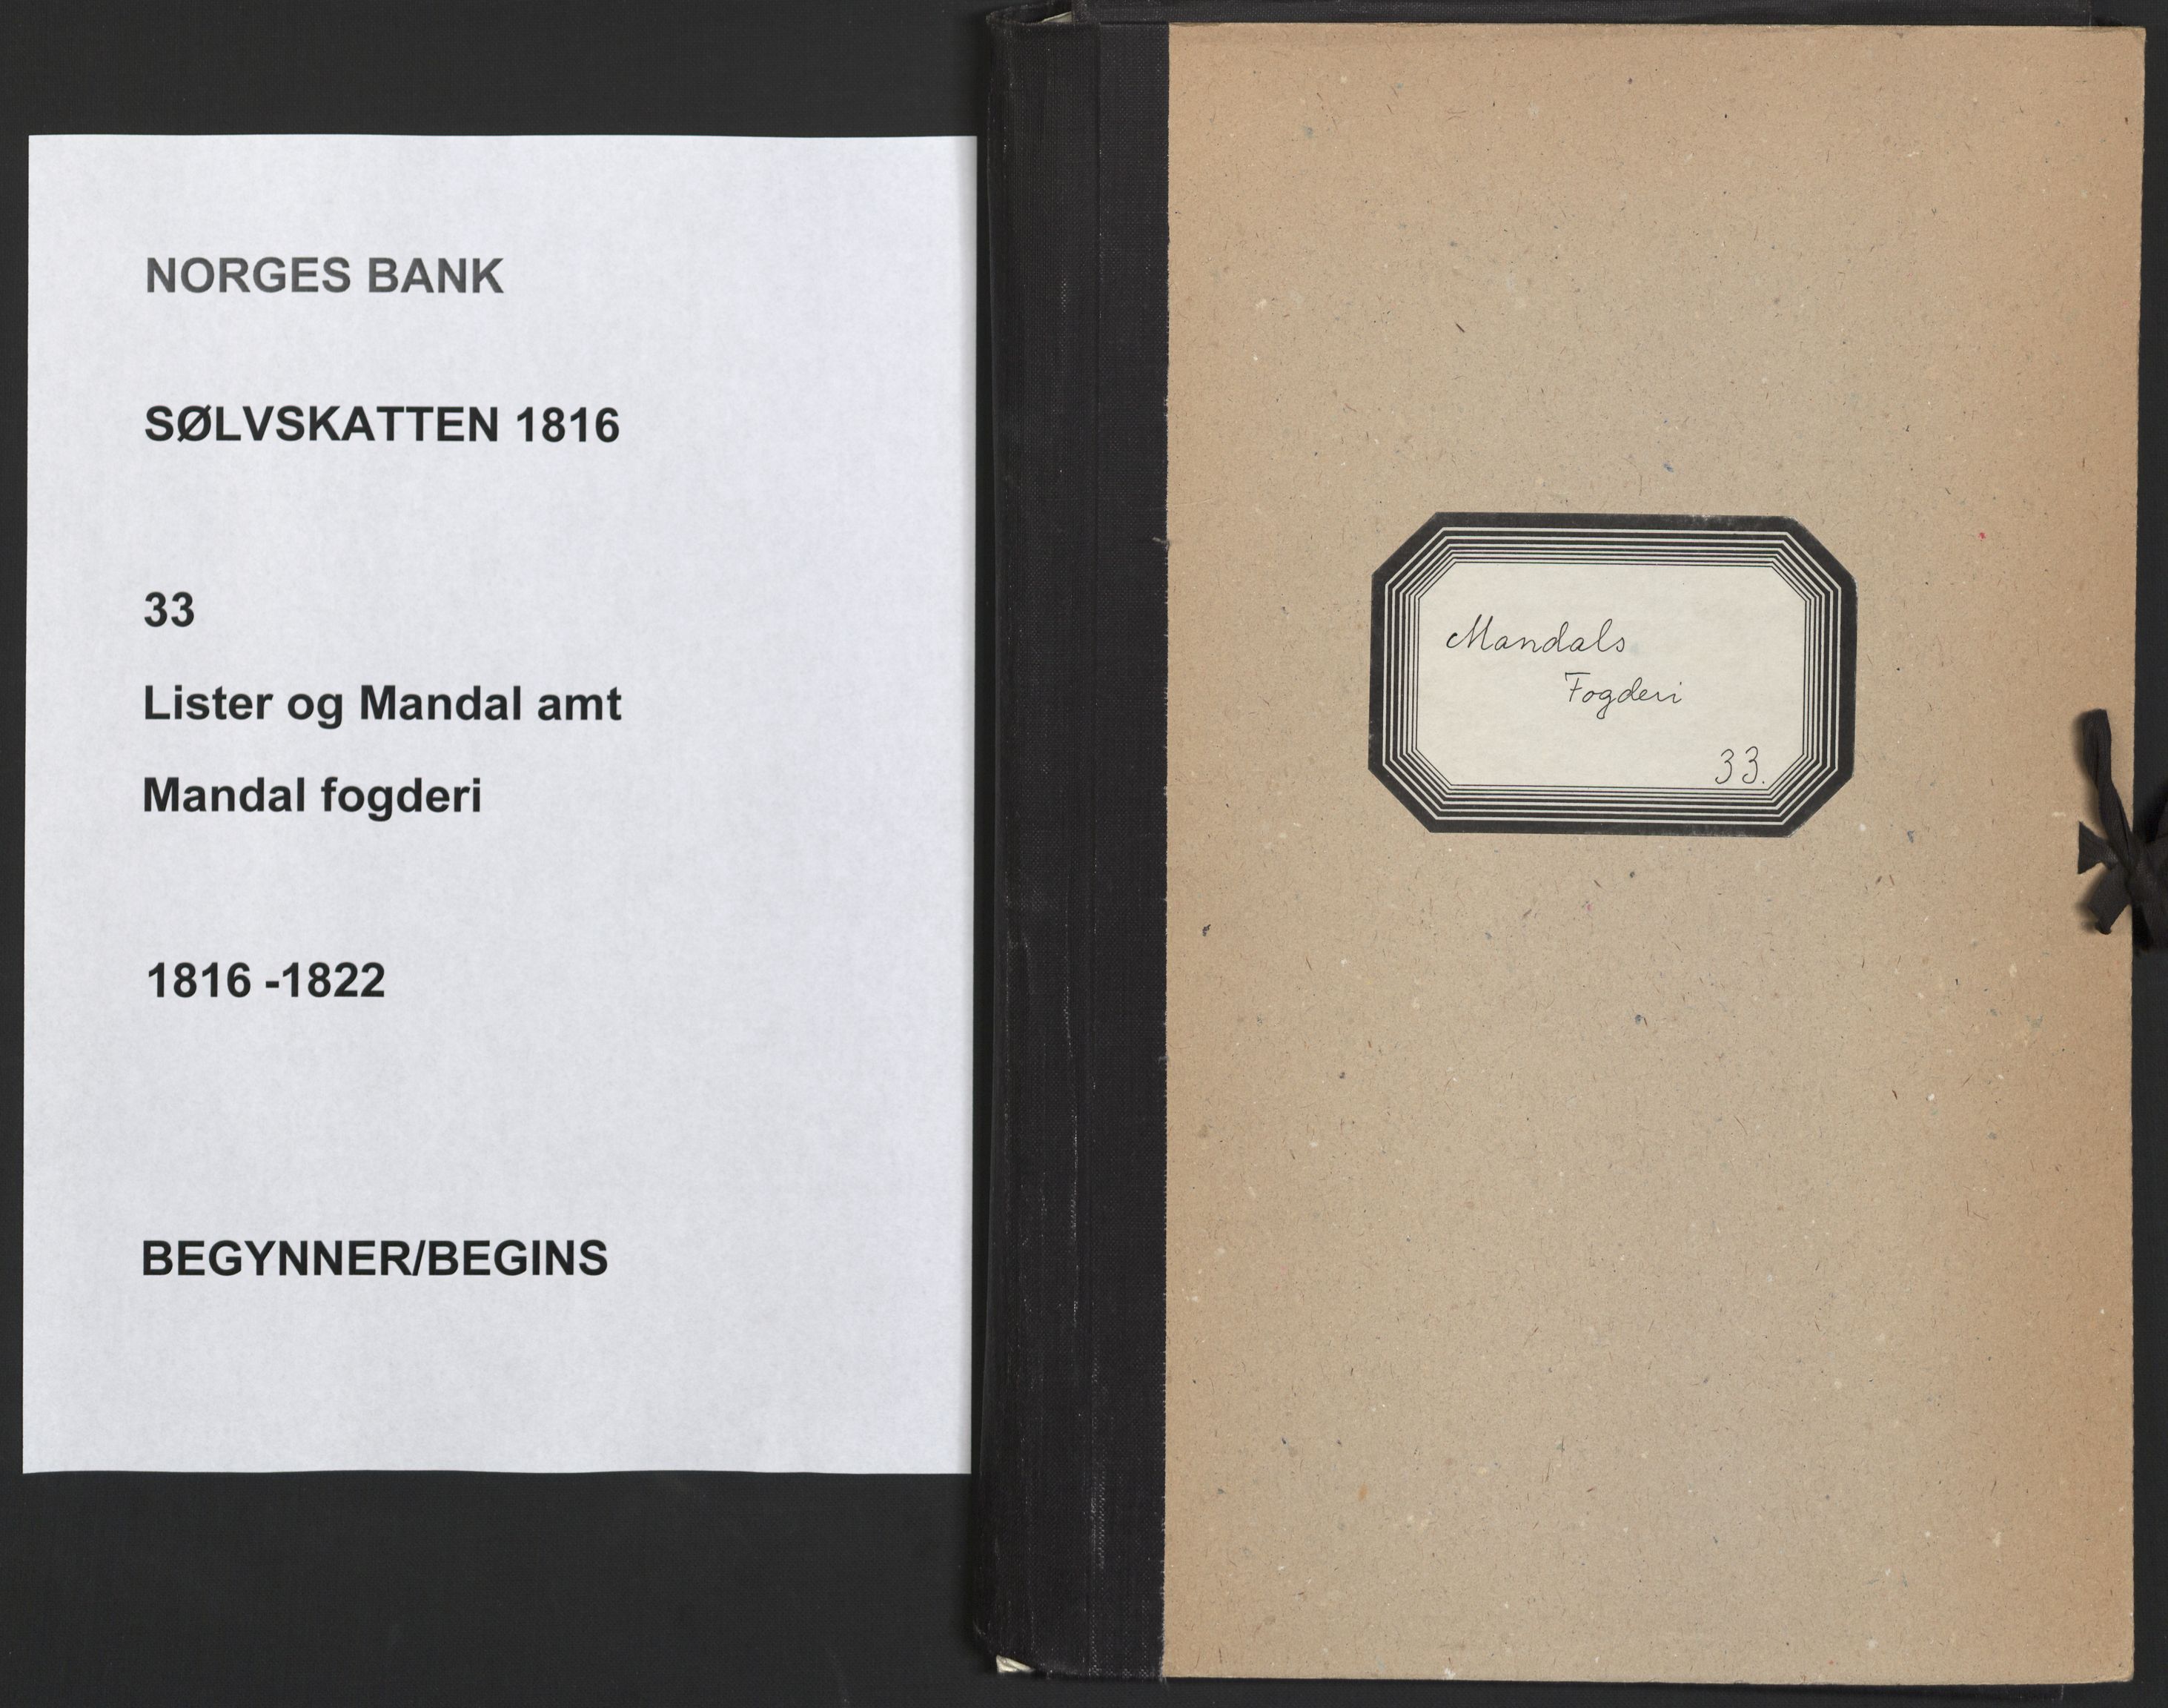 NORGES BANK
SØLVSKATTEN 1816
33
Lister og Mandal amt
Mandal fogderi
1816 -1822
BEGYNNER/BEGINS
Mandals
Fogderi
33.